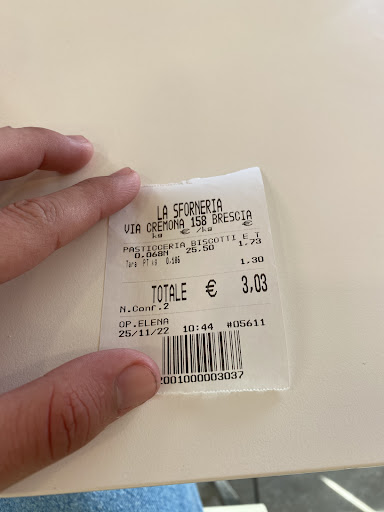 LA SFORNERIA
VIA CREMONA 158 BRESCIA
kg € /kg €
PASTICCERIA BISCOTTI E T
0.068N 25.50 1.73
1.30
TOTALE € 3,03
N.Conf.2
OP.ELENA
25/11/22 10:44 #05611
2001000003037